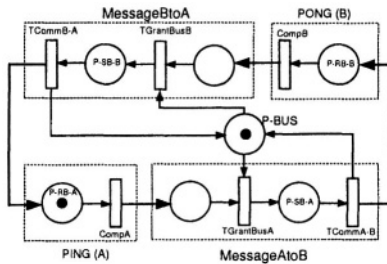 MessageBtoA
PONG (B)
TCommB-A
TGrantBusB
CompB
P-SB-B
P-RB-B
P-BUS
P-RB-A
P-SB-A
CompA
TGrantBusA
TCommA-B
PING (A)
MessageAtoB